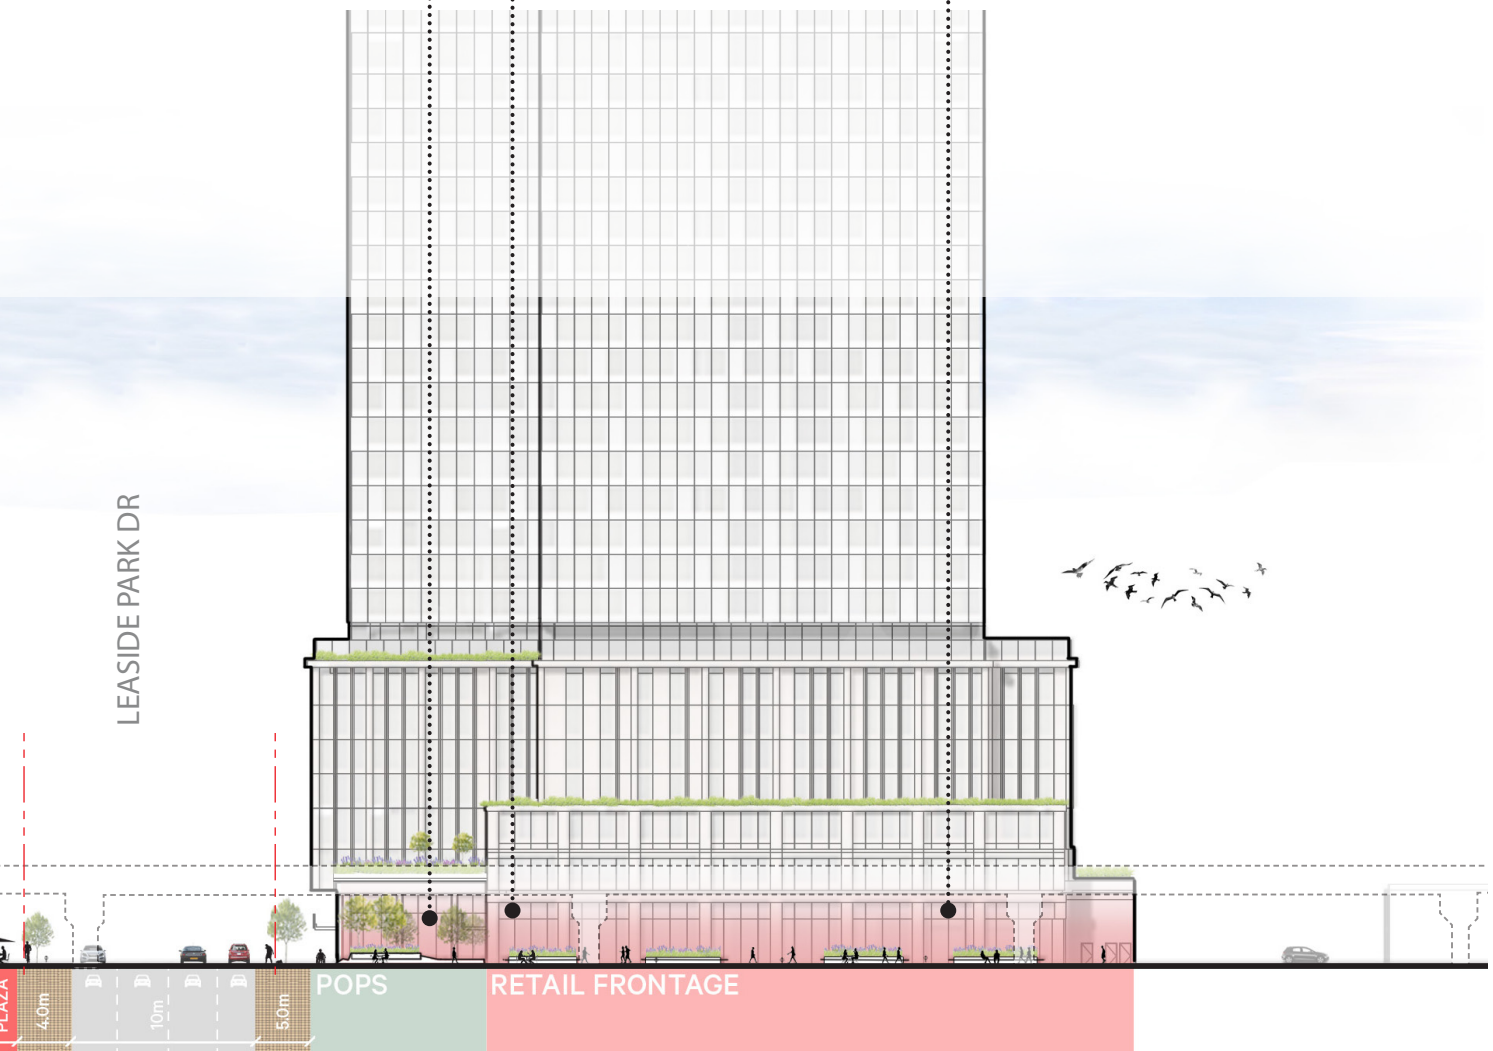 LEASIDE PARK DR
PLAZA
4.0m
10m
5.0m
POPS
RETAIL FRONTAGE